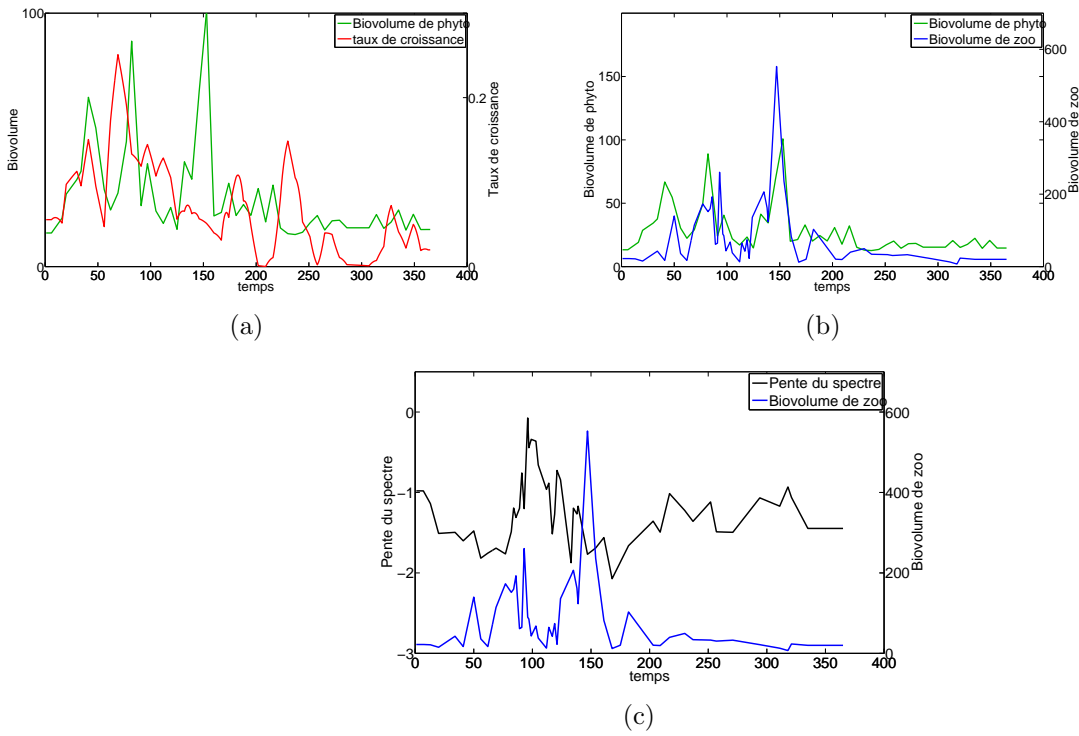 100
0
Biovolume
Biovolume de phyto
taux de croissance
0.2
0
Taux de croissance
0 50 100 150 200 250 300 350 400
temps
(a)
150
100
50
0
Biovolume de phyto
Biovolume de phyto
Biovolume de zoo
600
400
200
0
Biovolume de zoo
0 50 100 150 200 250 300 350 400
temps
(b)
0
−1
−2
−3
Pente du spectre
Pente du spectre
Biovolume de zoo
600
400
200
0
Biovolume de zoo
0 50 100 150 200 250 300 350 400
temps
(c)